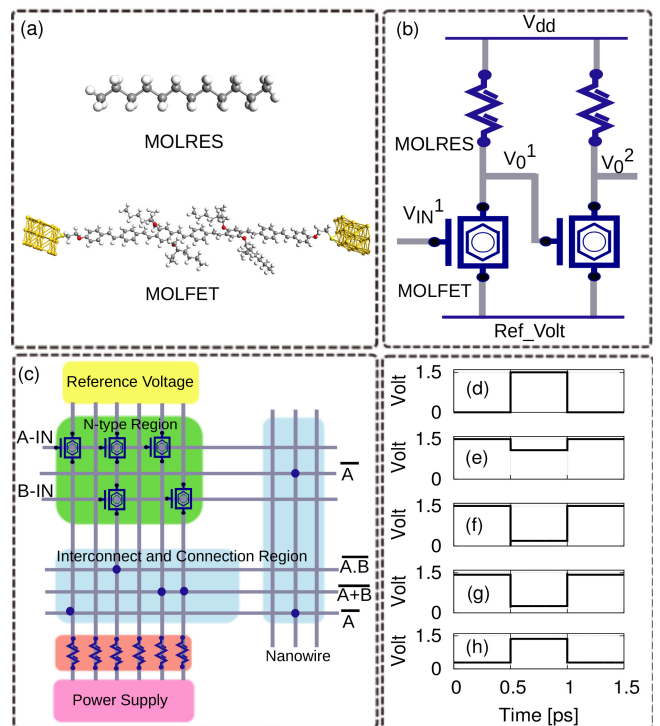 (a)
MOLRES
MOLFET
(b)
Vdd
MOLRES
V0^1
V0^2
VIN^1
MOLFET
Ref_Volt
(c)
Reference Voltage
N-type Region
A-IN
A̅
B-IN
Interconnect and Connection Region
A̅.̅B̅
A̅+̅B̅
A̅
Nanowire
Power Supply
Volt
1.5
0
(d)
Volt
1.5
0
(e)
Volt
1.5
0
(f)
Volt
1.5
0
(g)
Volt
1.5
0
(h)
0 0.5 1 1.5
Time [ps]